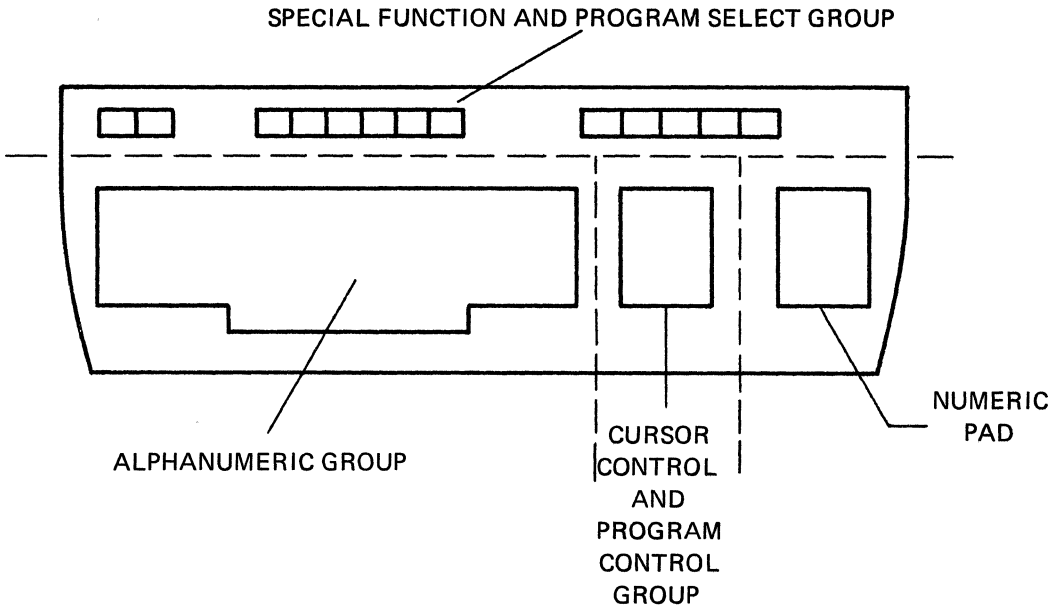 SPECIAL FUNCTION AND PROGRAM SELECT GROUP
ALPHANUMERIC GROUP
CURSOR
CONTROL
AND
PROGRAM
CONTROL
GROUP
NUMERIC
PAD